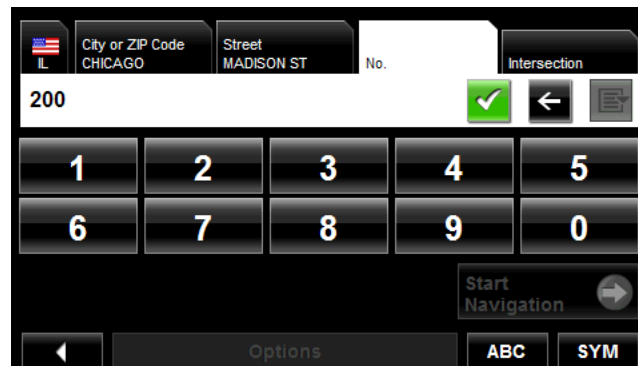 IL
City or ZIP Code
CHICAGO
Street
MADISON ST
No.
Intersection
200
1 2 3 4 5
6 7 8 9 0
Start
Navigation
Options ABC SYM